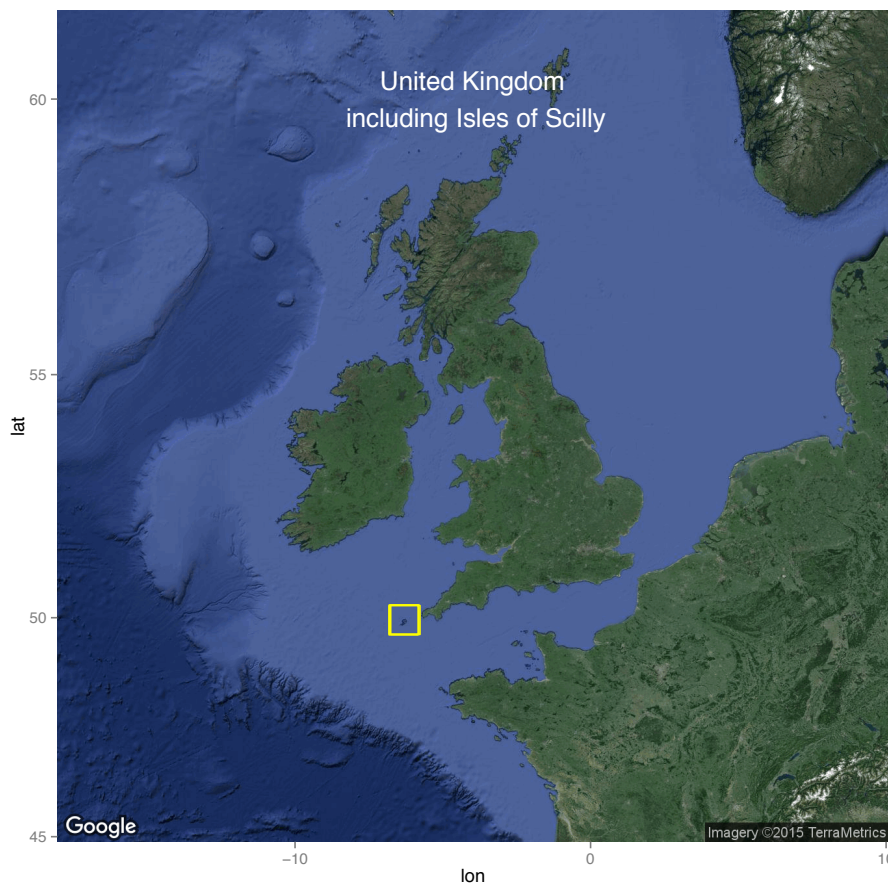 United Kingdom
including Isles of Scilly
60
55
50
45
lat
Google
Imagery ©2015 TerraMetrics
−10
0
10
lon